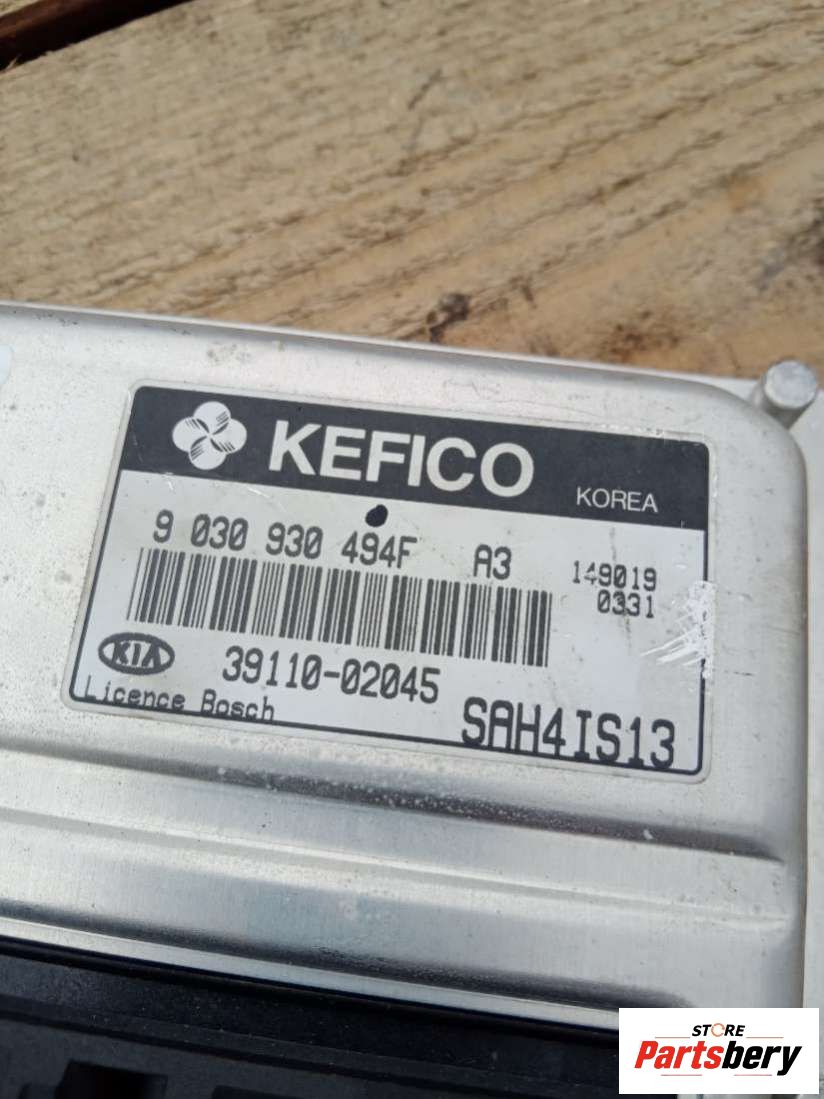 KEFICO KOREA
9 030 930 494F A3 149019
0331
KIA 39110-02045
Licence Bosch SAH4IS13
STORE
Partsbery